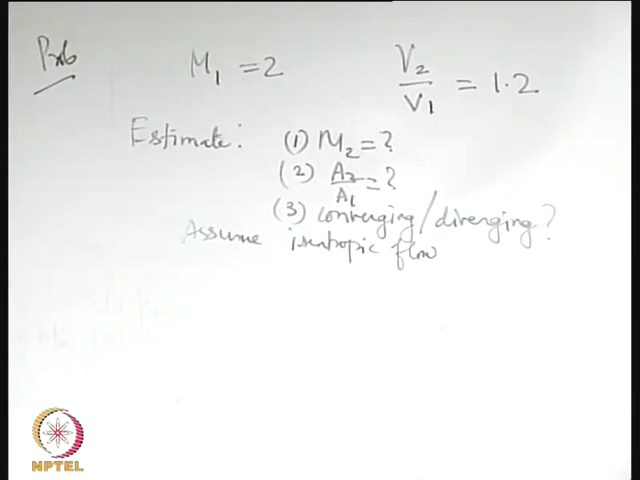 Prob M₁ = 2 V₂/V₁ = 1.2
Estimate: (1) M₂ = ?
(2) A₂/A₁ = ?
(3) converging/diverging?
Assume isentropic flow
NPTEL